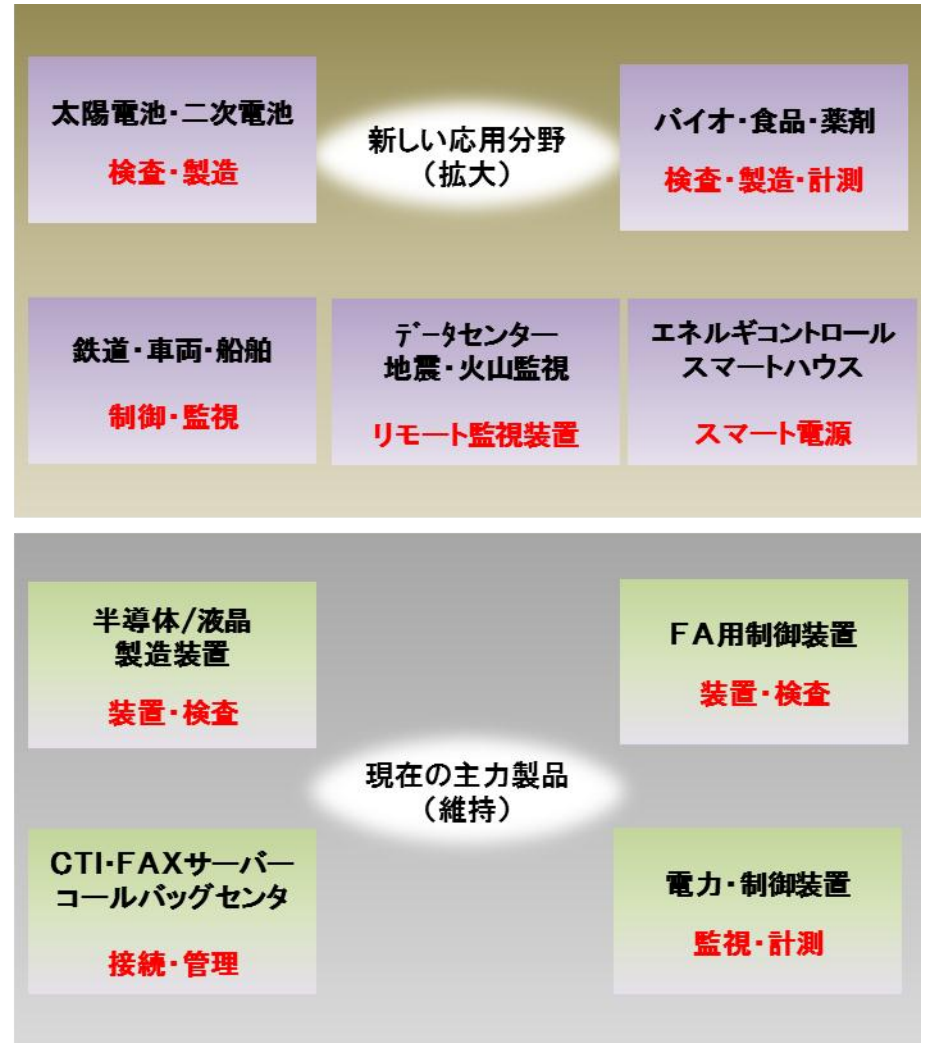 太陽電池・二次電池
検査・製造
新しい応用分野
（拡大）
バイオ・食品・薬剤
検査・製造・計測
鉄道・車両・船舶
制御・監視
ﾃﾞｰﾀセンター
地震・火山監視
リモート監視装置
エネルギコントロール
スマートハウス
スマート電源
半導体/液晶
製造装置
装置・検査
FA用制御装置
装置・検査
現在の主力製品
（維持）
CTI・FAXサーバー
コールバッグセンタ
接続・管理
電力・制御装置
監視・計測